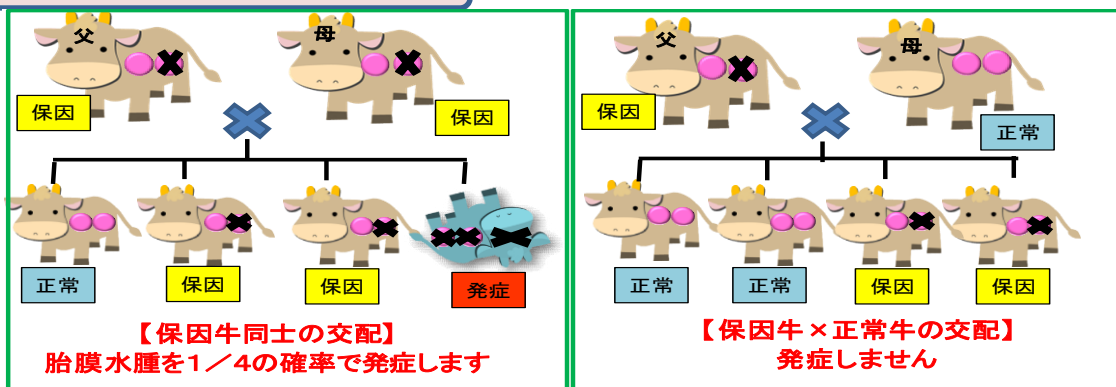 父
母
保因
保因
正常
保因
保因
発症
【保因牛同士の交配】
胎膜水腫を1/4の確率で発症します
父
母
保因
正常
正常
正常
保因
保因
【保因牛×正常牛の交配】
発症しません